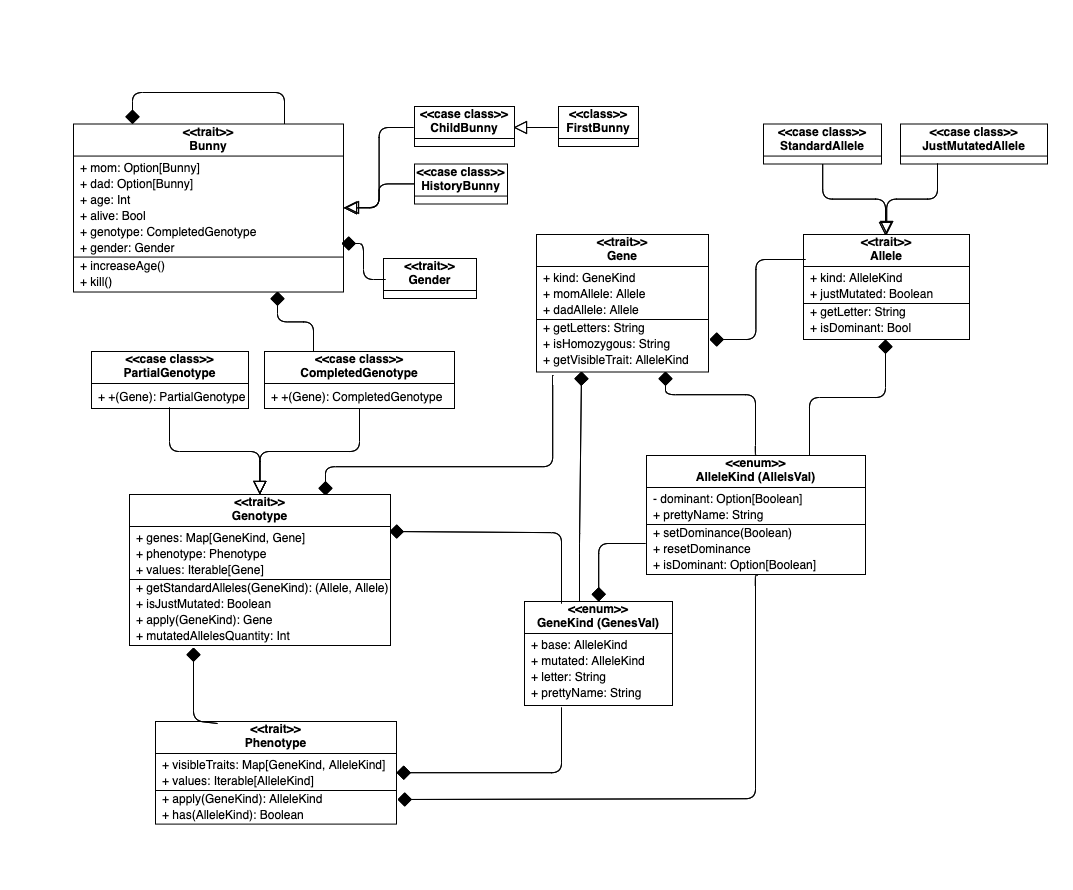 <<trait>>
Bunny
+ mom: Option[Bunny]
+ dad: Option[Bunny]
+ age: Int
+ alive: Bool
+ genotype: CompletedGenotype
+ gender: Gender
+ increaseAge()
+ kill()
<<case class>>
ChildBunny
<<class>>
FirstBunny
<<case class>>
HistoryBunny
<<trait>>
Gender
<<case class>>
StandardAllele
<<case class>>
JustMutatedAllele
<<trait>>
Gene
+ kind: GeneKind
+ momAllele: Allele
+ dadAllele: Allele
+ getLetters: String
+ isHomozygous: String
+ getVisibleTrait: AlleleKind
<<trait>>
Allele
+ kind: AlleleKind
+ justMutated: Boolean
+ getLetter: String
+ isDominant: Bool
<<case class>>
PartialGenotype
+ +(Gene): PartialGenotype
<<case class>>
CompletedGenotype
+ +(Gene): CompletedGenotype
<<enum>>
AlleleKind (AllelsVal)
- dominant: Option[Boolean]
+ prettyName: String
+ setDominance(Boolean)
+ resetDominance
+ isDominant: Option[Boolean]
<<trait>>
Genotype
+ genes: Map[GeneKind, Gene]
+ phenotype: Phenotype
+ values: Iterable[Gene]
+ getStandardAlleles(GeneKind): (Allele, Allele)
+ isJustMutated: Boolean
+ apply(GeneKind): Gene
+ mutatedAllelesQuantity: Int
<<enum>>
GeneKind (GenesVal)
+ base: AlleleKind
+ mutated: AlleleKind
+ letter: String
+ prettyName: String
<<trait>>
Phenotype
+ visibleTraits: Map[GeneKind, AlleleKind]
+ values: Iterable[AlleleKind]
+ apply(GeneKind): AlleleKind
+ has(AlleleKind): Boolean